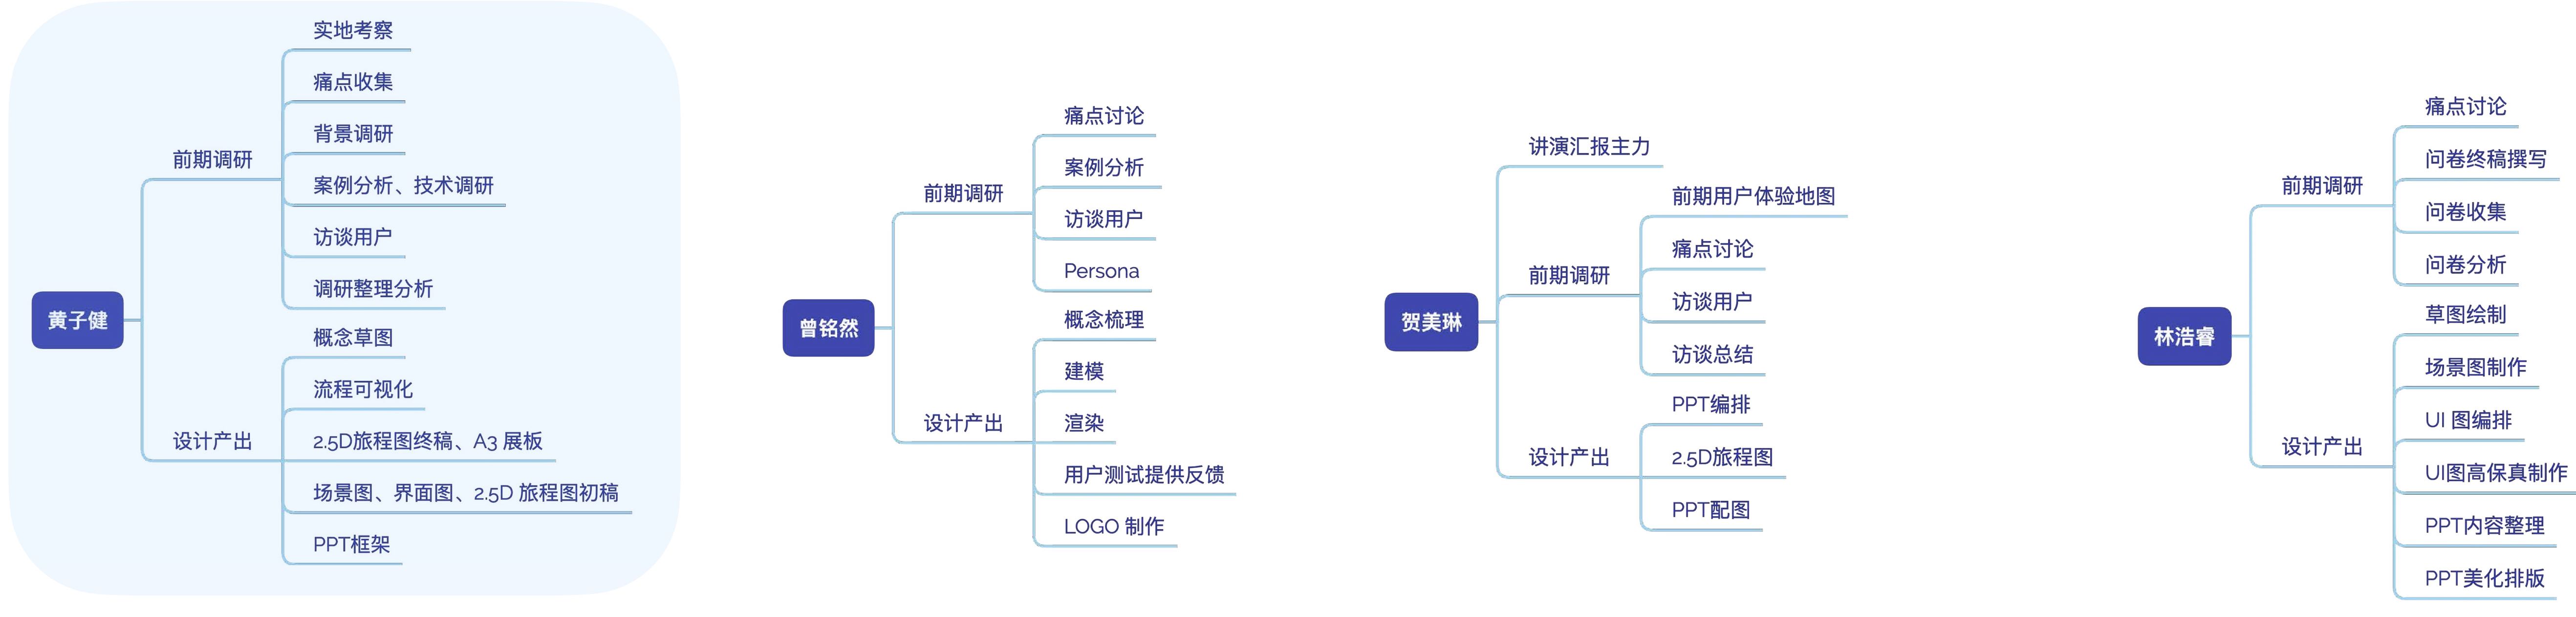 黄子健
前期调研
实地考察
痛点收集
背景调研
案例分析、技术调研
访谈用户
调研整理分析
设计产出
概念草图
流程可视化
2.5D旅程图终稿、A3 展板
场景图、界面图、2.5D 旅程图初稿
PPT框架
曾铭然
前期调研
痛点讨论
案例分析
访谈用户
Persona
设计产出
概念梳理
建模
渲染
用户测试提供反馈
LOGO 制作
贺美琳
讲演汇报主力
前期调研
前期用户体验地图
痛点讨论
访谈用户
访谈总结
设计产出
PPT编排
2.5D旅程图
PPT配图
林浩睿
前期调研
痛点讨论
问卷终稿撰写
问卷收集
问卷分析
设计产出
草图绘制
场景图制作
UI 图编排
UI图高保真制作
PPT内容整理
PPT美化排版